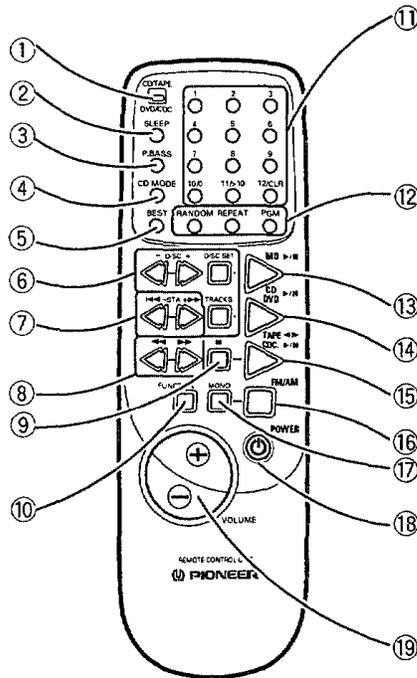 ①
CD/TAPE
DVD/CDC
②
SLEEP
③
P.BASS
④
CD MODE
⑤
BEST
1 2 3
4 5 6
7 8 9
10/0 11/>10 12/CLR
⑪
RANDOM REPEAT PGM
⑫
⑥
− DISC + DISC SET
MD ▷/II
⑬
⑦
I◀◀ −STA +▶▶I TRACKS
CD ▷/II
DVD
⑭
⑧
◀◀ ▶▶ ■
TAPE ◀▶
CDC. ▷/II
⑮
⑨
⑩
FUNCT MONO FM/AM
⑯
⑰
POWER
⑱
+
−
VOLUME
⑲
REMOTE CONTROL UNIT
PIONEER